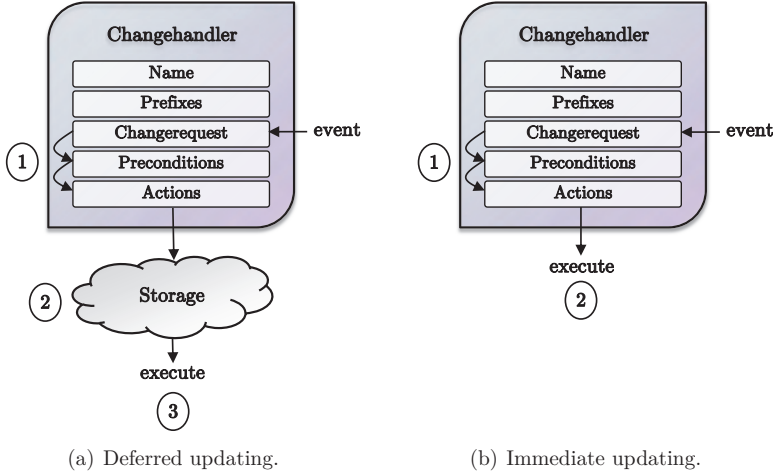 Changehandler
Name
Prefixes
Changerequest
event
1
Preconditions
Actions
2
Storage
execute
3
(a) Deferred updating.
Changehandler
Name
Prefixes
Changerequest
event
1
Preconditions
Actions
execute
2
(b) Immediate updating.